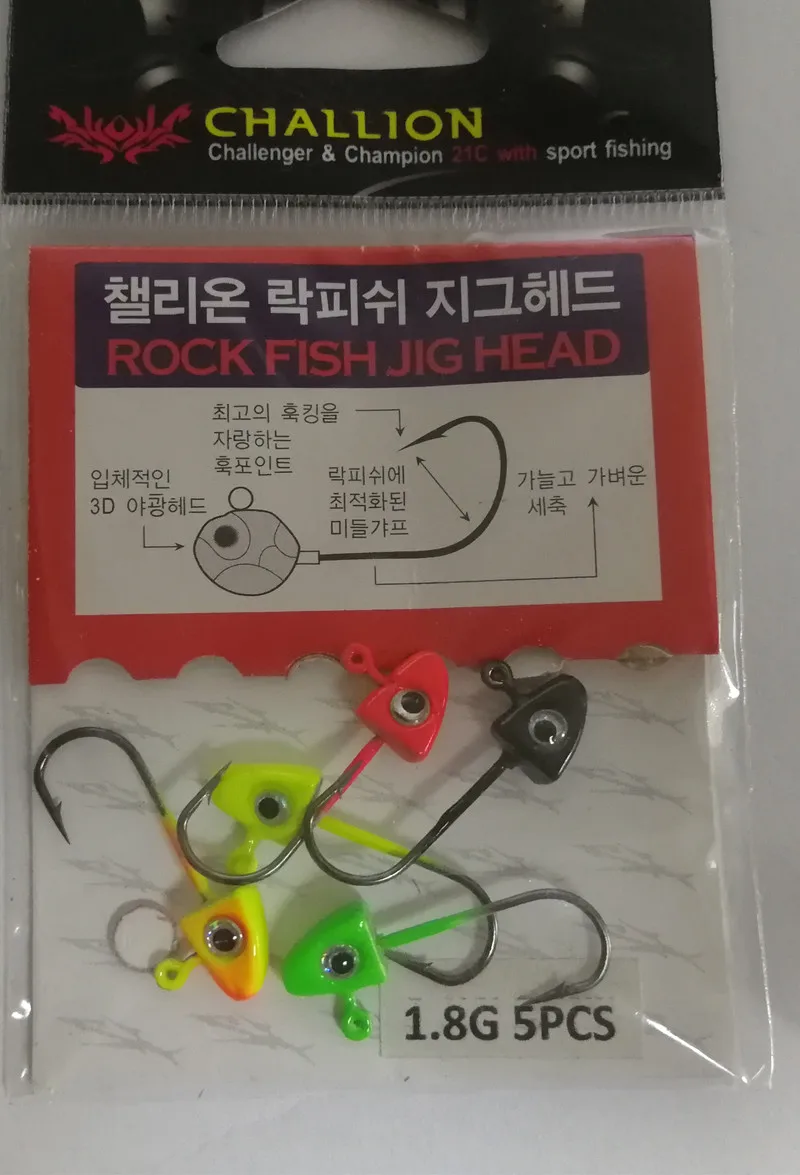 CHALLION
Challenger & Champion 21C with sport fishing
챌리온 락피쉬 지그헤드
ROCK FISH JIG HEAD
최고의 훅킹을
자랑하는
훅포인트
입체적인
3D 야광헤드
락피쉬에
최적화된
미들갸프
가늘고 가벼운
세축
1.8G 5PCS